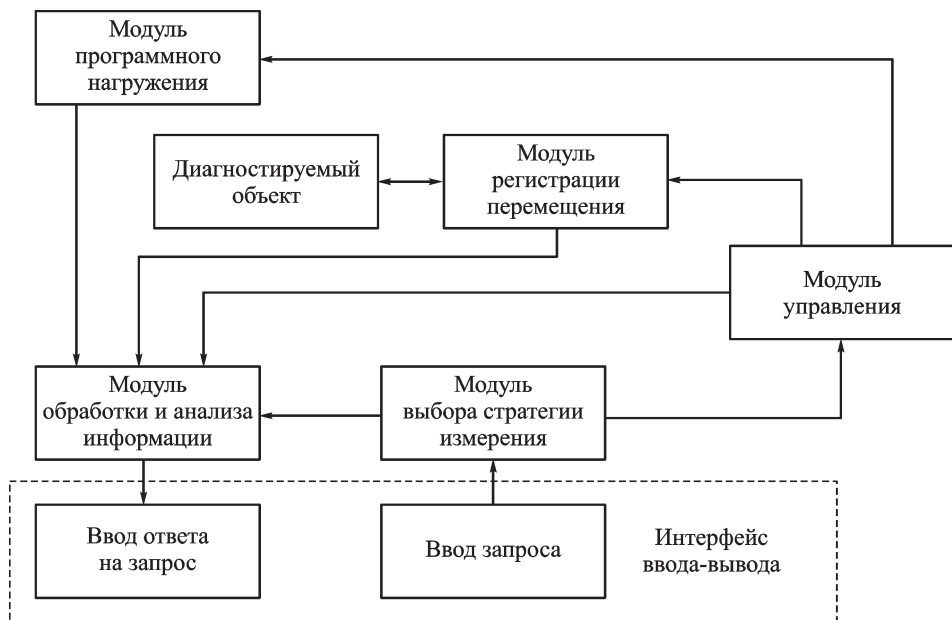 Модуль
программного
нагружения
Диагностируемый
объект
Модуль
регистрации
перемещения
Модуль
управления
Модуль
обработки и анализа
информации
Модуль
выбора стратегии
измерения
Ввод ответа
на запрос
Ввод запроса
Интерфейс
ввода-вывода